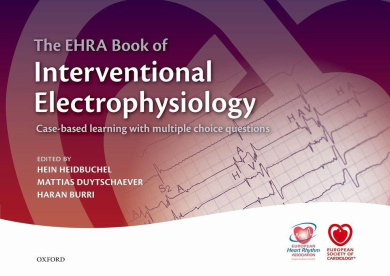 The EHRA Book of
Interventional
Electrophysiology
Case-based learning with multiple choice questions
EDITED BY
HEIN HEIDBUCHEL
MATTIAS DUYTSCHAEVER
HARAN BURRI
S2 A
H
A
H
V
A
OXFORD
EUROPEAN
Heart Rhythm
ASSOCIATION
EUROPEAN
SOCIETY OF
CARDIOLOGY®